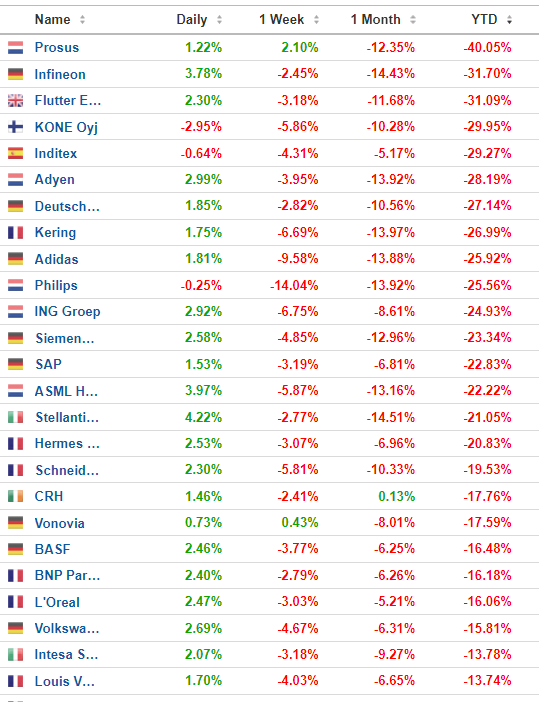 Name Daily 1 Week 1 Month YTD
Prosus 1.22% 2.10% -12.35% -40.05%
Infineon 3.78% -2.45% -14.43% -31.70%
Flutter E... 2.30% -3.18% -11.68% -31.09%
KONE Oyj -2.95% -5.86% -10.28% -29.95%
Inditex -0.64% -4.31% -5.17% -29.27%
Adyen 2.99% -3.95% -13.92% -28.19%
Deutsch... 1.85% -2.82% -10.56% -27.14%
Kering 1.75% -6.69% -13.97% -26.99%
Adidas 1.81% -9.58% -13.88% -25.92%
Philips -0.25% -14.04% -13.92% -25.56%
ING Groep 2.92% -6.75% -8.61% -24.93%
Siemen... 2.58% -4.85% -12.96% -23.34%
SAP 1.53% -3.19% -6.81% -22.83%
ASML H... 3.97% -5.87% -13.16% -22.22%
Stellanti... 4.22% -2.77% -14.51% -21.05%
Hermes ... 2.53% -3.07% -6.96% -20.83%
Schneid... 2.30% -5.81% -10.33% -19.53%
CRH 1.46% -2.41% 0.13% -17.76%
Vonovia 0.73% 0.43% -8.01% -17.59%
BASF 2.46% -3.77% -6.25% -16.48%
BNP Par... 2.40% -2.79% -6.26% -16.18%
L'Oreal 2.47% -3.03% -5.21% -16.06%
Volkswa... 2.69% -4.67% -6.31% -15.81%
Intesa S... 2.07% -3.18% -9.27% -13.78%
Louis V... 1.70% -4.03% -6.65% -13.74%